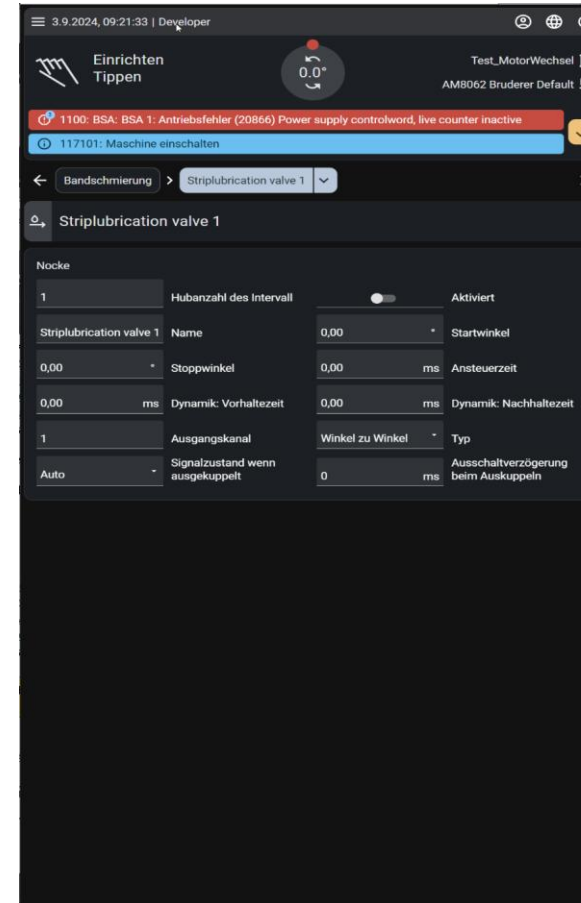 3.9.2024, 09:21:33 | Developer
Einrichten
Tippen
0.0°
Test_MotorWechsel
AM8062 Bruderer Default
1100: BSA: BSA 1: Antriebsfehler (20866) Power supply controlword, live counter inactive
117101: Maschine einschalten
Bandschmierung > Striplubrication valve 1
Striplubrication valve 1
Nocke
1 Hubanzahl des Intervall Aktiviert
Striplubrication valve 1 Name 0,00 ° Startwinkel
0,00 ° Stoppwinkel 0,00 ms Ansteuerzeit
0,00 ms Dynamik: Vorhaltezeit 0,00 ms Dynamik: Nachhaltezeit
1 Ausgangskanal Winkel zu Winkel Typ
Auto Signalzustand wenn ausgekuppelt 0 ms Ausschaltverzögerung beim Auskuppeln